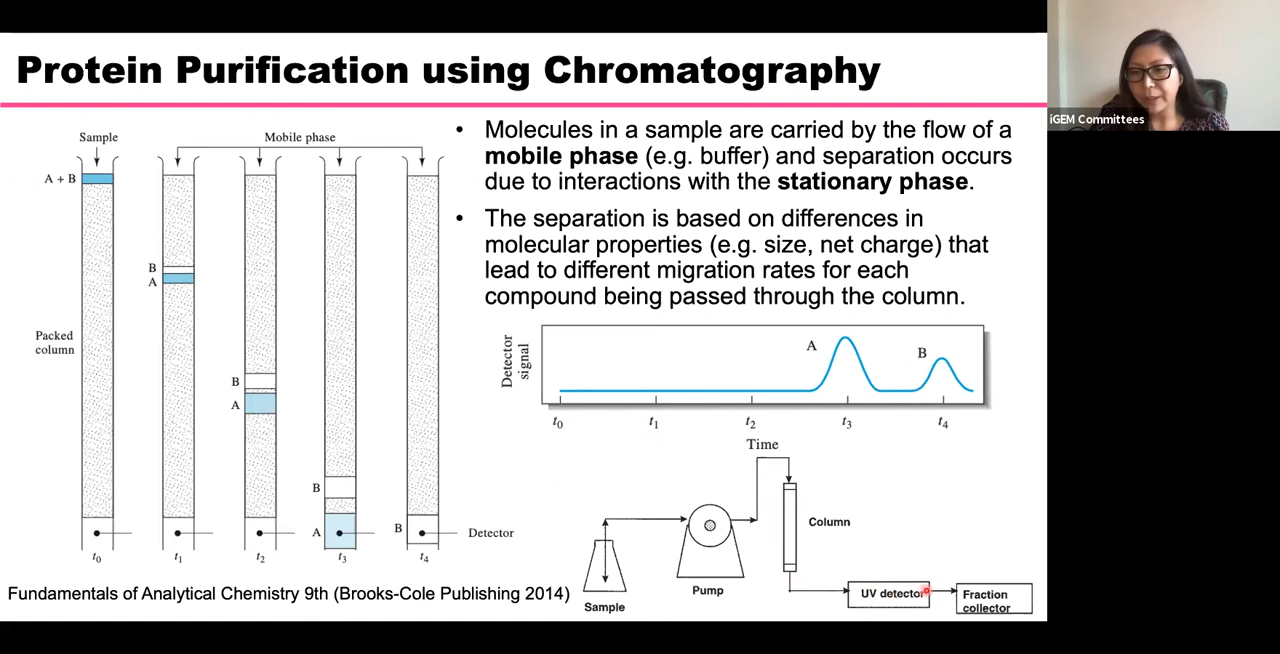 Protein Purification using Chromatography
iGEM Committees
Sample
Mobile phase
A + B
B
A
Packed
column
B
A
B
A
B
Detector
t0
t1
t2
t3
t4
• Molecules in a sample are carried by the flow of a
mobile phase (e.g. buffer) and separation occurs
due to interactions with the stationary phase.
• The separation is based on differences in
molecular properties (e.g. size, net charge) that
lead to different migration rates for each
compound being passed through the column.
Detector
signal
A
B
t0
t1
t2
t3
t4
Time
Sample
Pump
Column
UV detector
Fraction
collector
Fundamentals of Analytical Chemistry 9th (Brooks-Cole Publishing 2014)